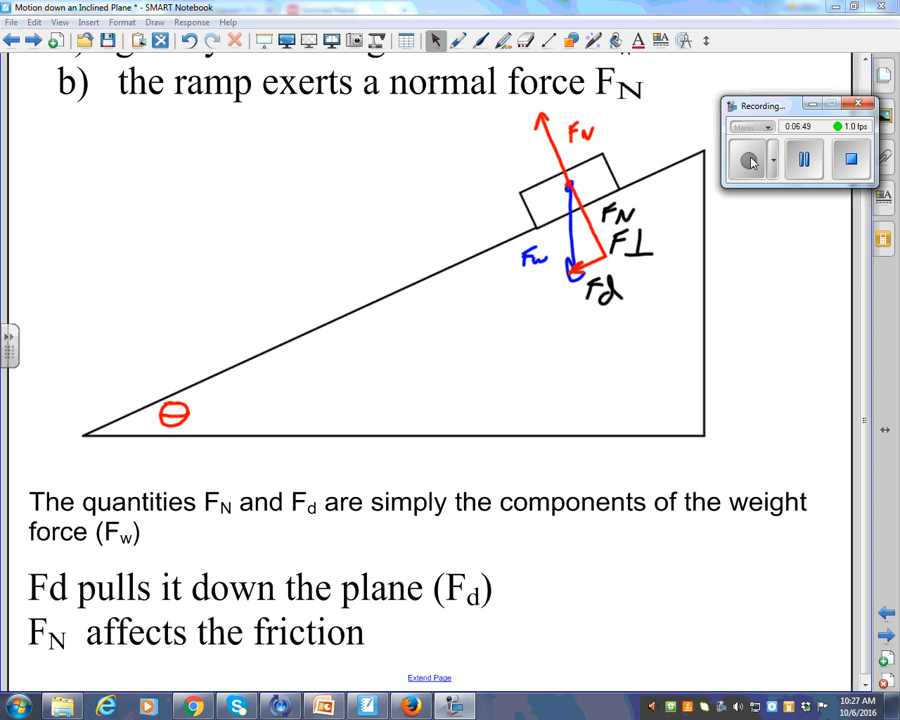 Motion down an Inclined Plane * - SMART Notebook
File Edit View Insert Format Draw Response Help
b) the ramp exerts a normal force FN
Recording...
Menu
0:06:49
1.0 fps
FN
FN
F⊥
Fw
Fd
θ
The quantities FN and Fd are simply the components of the weight
force (Fw)
Fd pulls it down the plane (Fd)
FN affects the friction
Extend Page
10:27 AM
10/6/2016